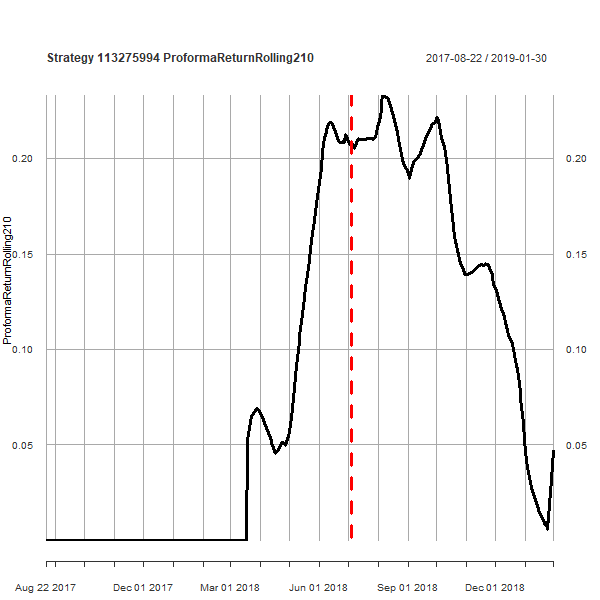 Strategy 113275994 ProformaReturnRolling210
2017-08-22 / 2019-01-30
ProformaReturnRolling210
0.20
0.15
0.10
0.05
0.20
0.15
0.10
0.05
Aug 22 2017
Dec 01 2017
Mar 01 2018
Jun 01 2018
Sep 01 2018
Dec 01 2018